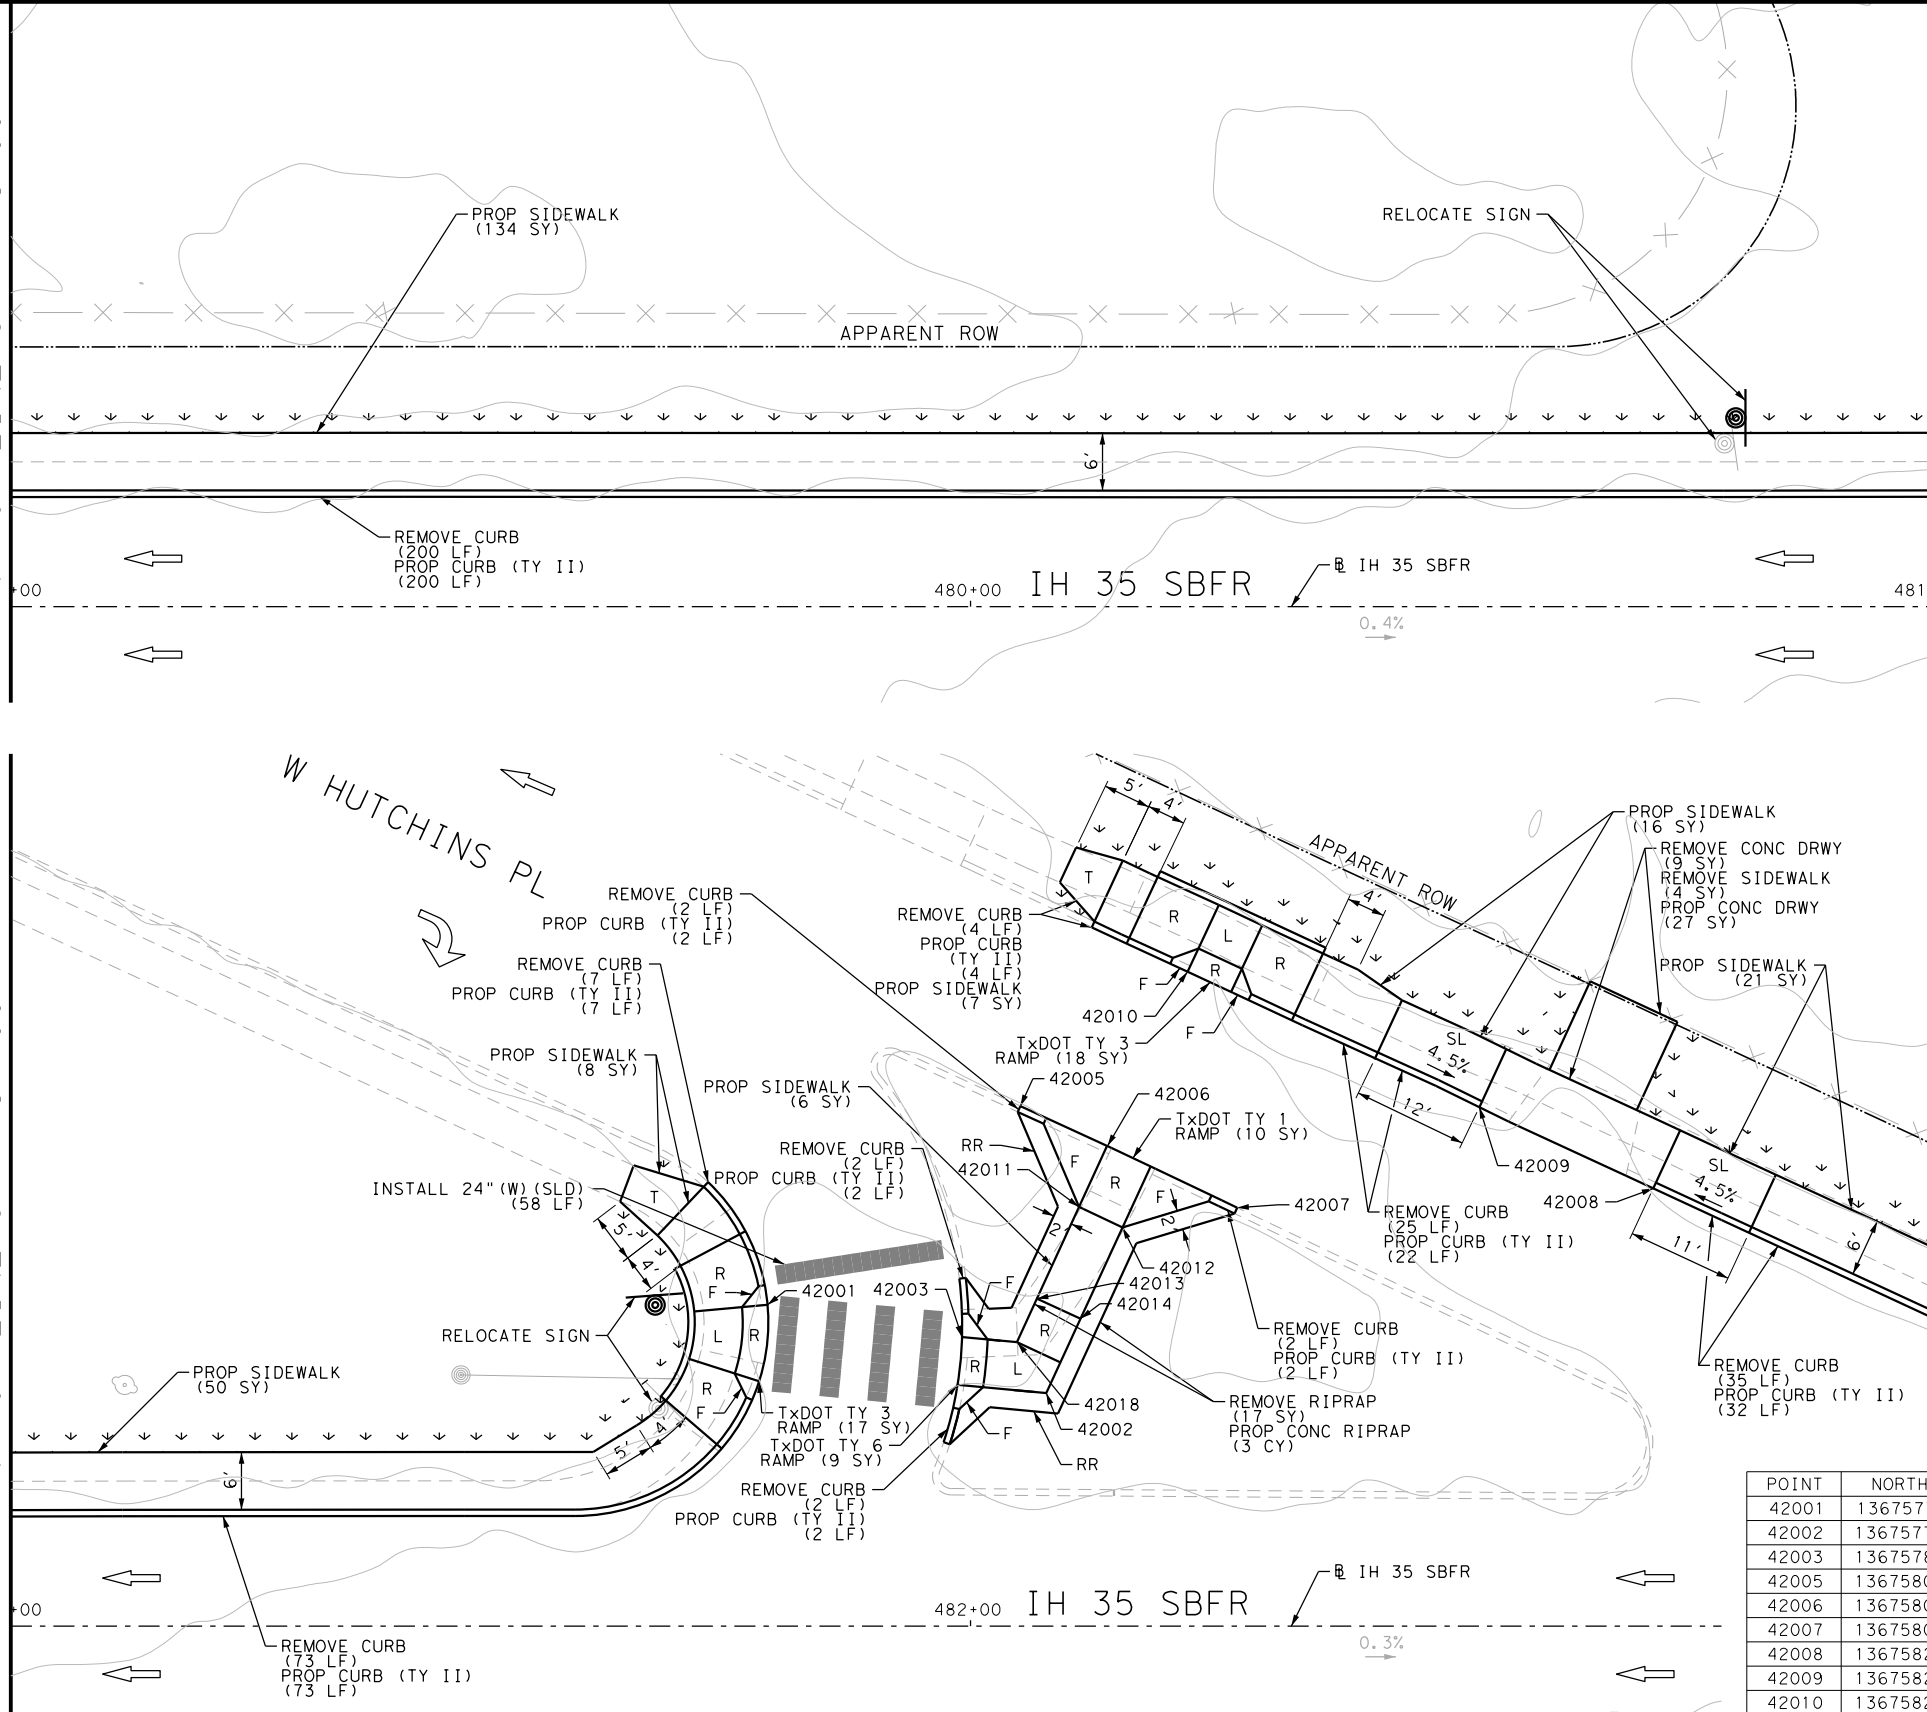 PROP SIDEWALK
(134 SY)
RELOCATE SIGN
APPARENT ROW
6'
REMOVE CURB
(200 LF)
PROP CURB (TY II)
(200 LF)
+00
480+00
IH 35 SBFR
BL IH 35 SBFR
481
0.4%
W HUTCHINS PL
REMOVE CURB
(2 LF)
PROP CURB (TY II)
(2 LF)
REMOVE CURB
(7 LF)
PROP CURB (TY II)
(7 LF)
PROP SIDEWALK
(8 SY)
PROP SIDEWALK
(6 SY)
REMOVE CURB
(2 LF)
PROP CURB (TY II)
(2 LF)
INSTALL 24"(W)(SLD)
(58 LF)
T
5'
4'
R
F
42001
L
R
R
F
RELOCATE SIGN
PROP SIDEWALK
(50 SY)
5'
4'
6'
TxDOT TY 3
RAMP (17 SY)
TxDOT TY 6
RAMP (9 SY)
REMOVE CURB
(2 LF)
PROP CURB (TY II)
(2 LF)
5'
4'
T
R
L
R
R
F
F
REMOVE CURB
(4 LF)
PROP CURB
(TY II)
(4 LF)
PROP SIDEWALK
(7 SY)
42010
TxDOT TY 3
RAMP (18 SY)
APPARENT ROW
4'
PROP SIDEWALK
(16 SY)
REMOVE CONC DRWY
(9 SY)
REMOVE SIDEWALK
(4 SY)
PROP CONC DRWY
(27 SY)
PROP SIDEWALK
(21 SY)
SL
4.5%
12'
42009
42008
SL
4.5%
11'
6'
REMOVE CURB
(25 LF)
PROP CURB (TY II)
(22 LF)
REMOVE CURB
(35 LF)
PROP CURB (TY II)
(32 LF)
42005
42006
TxDOT TY 1
RAMP (10 SY)
RR
42011
F
R
F
2'
2'
42007
42012
42013
42014
42003
F
R
R
L
42018
42002
F
RR
REMOVE CURB
(2 LF)
PROP CURB (TY II)
(2 LF)
REMOVE RIPRAP
(17 SY)
PROP CONC RIPRAP
(3 CY)
+00
482+00
IH 35 SBFR
BL IH 35 SBFR
0.3%
REMOVE CURB
(73 LF)
PROP CURB (TY II)
(73 LF)
POINT NORTH
42001
42002
42003 1367578
42005 1367580
42006 1367580
42007 1367580
42008 1367582
42009 1367582
42010 1367582